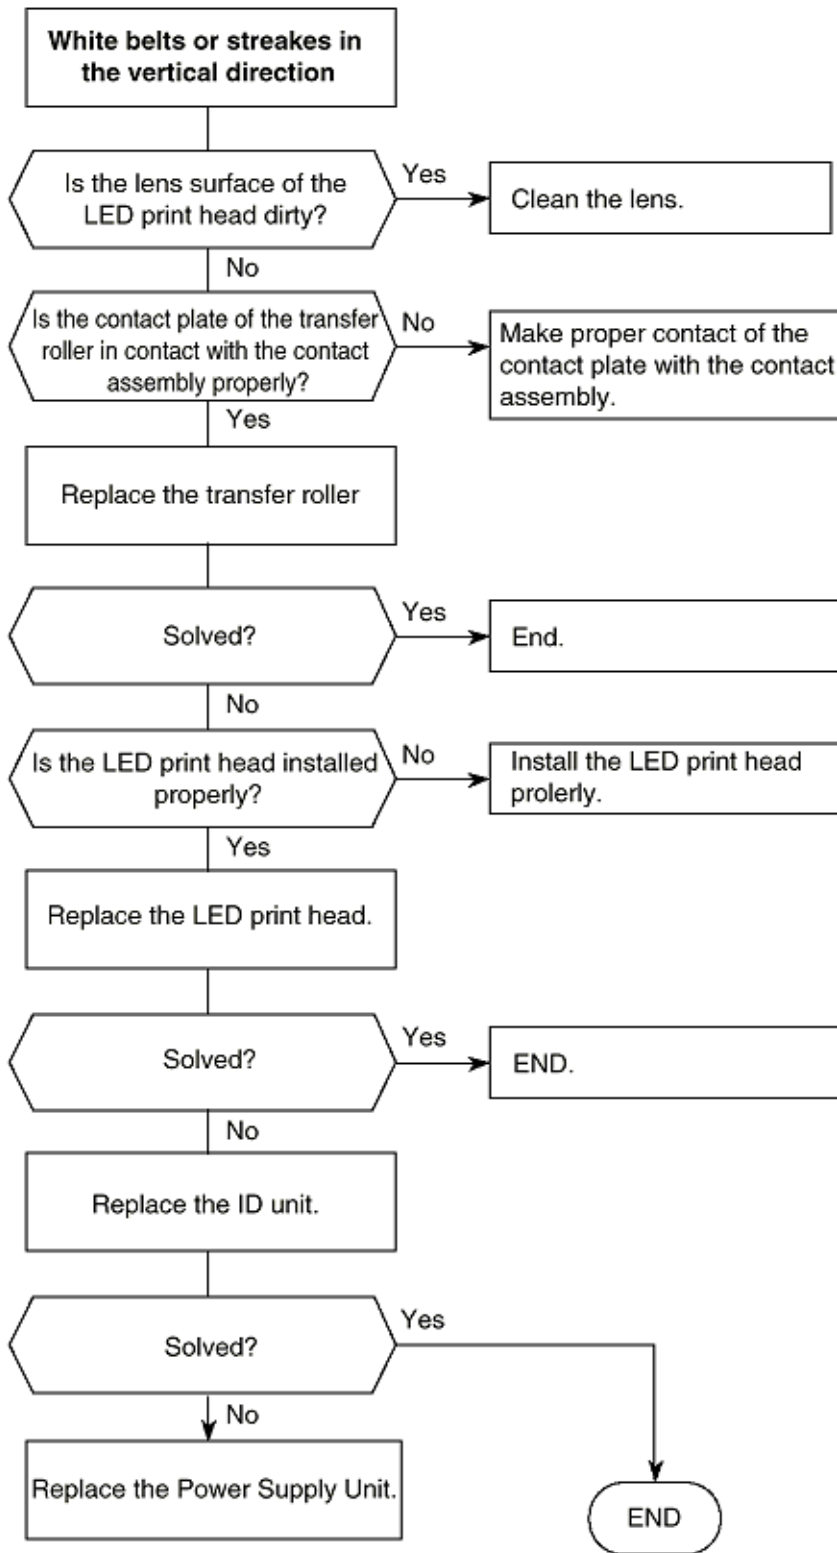 White belts or streakes in
the vertical direction
Is the lens surface of the
LED print head dirty?
Yes
Clean the lens.
No
Is the contact plate of the transfer
roller in contact with the contact
assembly properly?
No
Make proper contact of the
contact plate with the contact
assembly.
Yes
Replace the transfer roller
Solved?
Yes
End.
No
Is the LED print head installed
properly?
No
Install the LED print head
prolerly.
Yes
Replace the LED print head.
Solved?
Yes
END.
No
Replace the ID unit.
Solved?
Yes
No
Replace the Power Supply Unit.
END